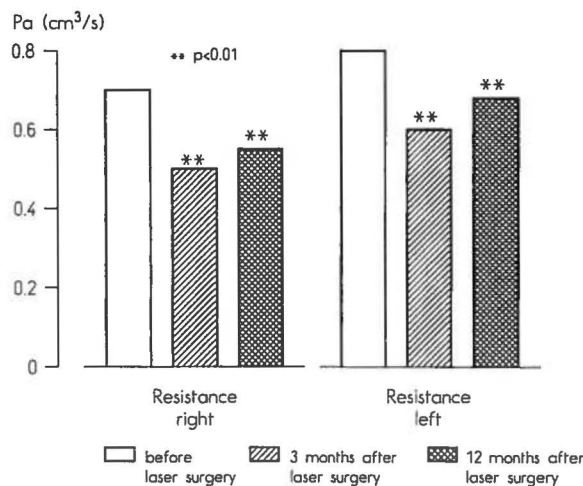 Pa (cm³/s)
0.8
0.6
0.4
0.2
0
** p<0.01
**
**
**
**
Resistance
right
Resistance
left
before
laser surgery
3 months after
laser surgery
12 months after
laser surgery